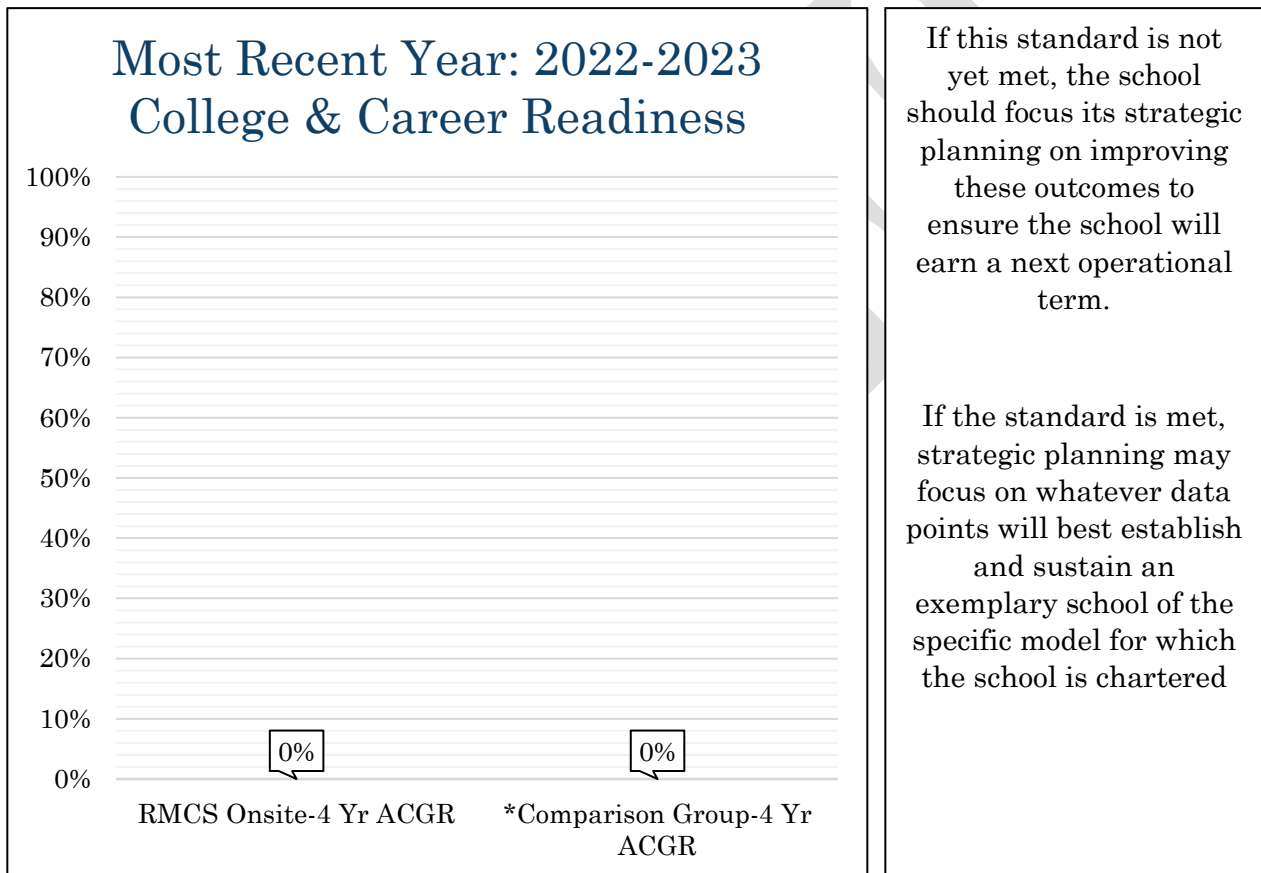 Most Recent Year: 2022-2023
College & Career Readiness
100%
90%
80%
70%
60%
50%
40%
30%
20%
10%
0%
0%
0%
RMCS Onsite-4 Yr ACGR
*Comparison Group-4 Yr
ACGR
If this standard is not
yet met, the school
should focus its strategic
planning on improving
these outcomes to
ensure the school will
earn a next operational
term.
If the standard is met,
strategic planning may
focus on whatever data
points will best establish
and sustain an
exemplary school of the
specific model for which
the school is chartered